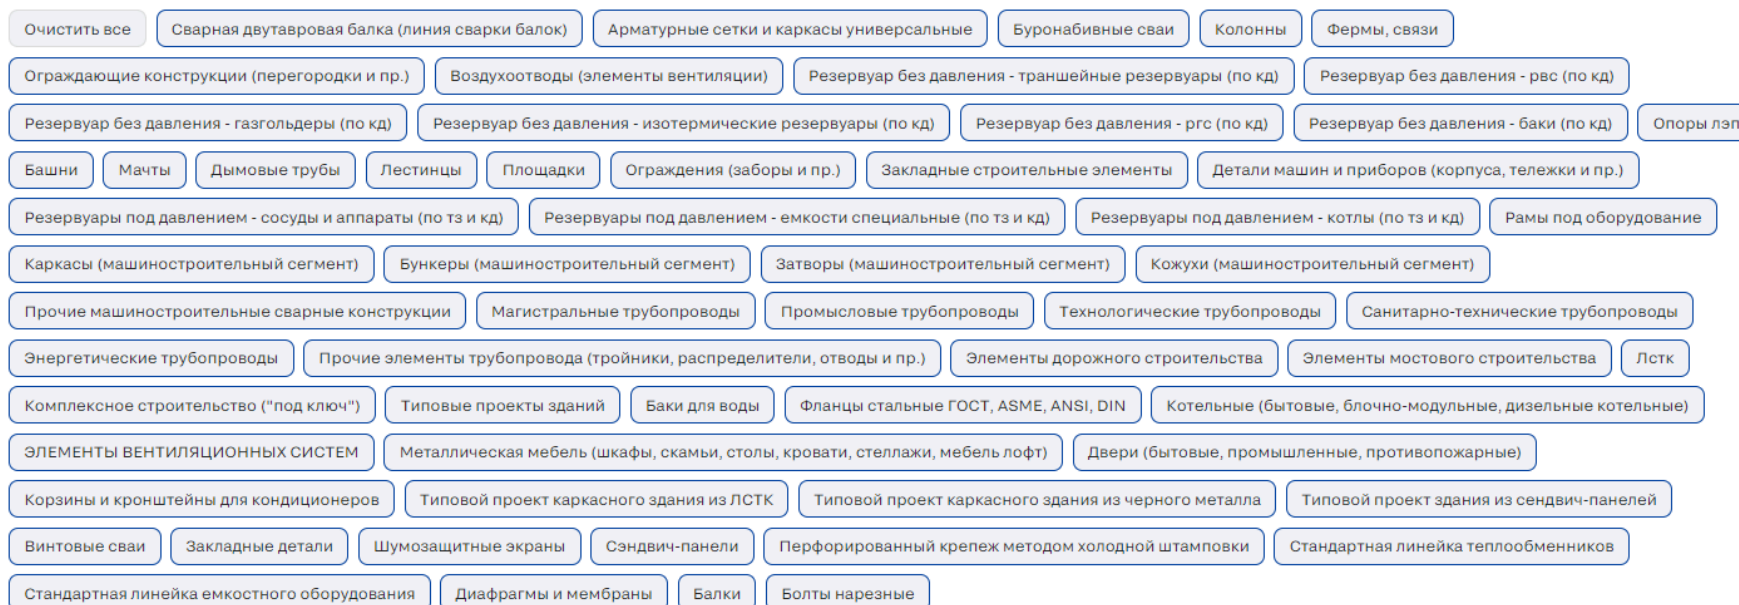 Очистить все Сварная двутавровая балка (линия сварки балок) Арматурные сетки и каркасы универсальные Буронабивные сваи Колонны Фермы, связи
Ограждающие конструкции (перегородки и пр.) Воздухоотводы (элементы вентиляции) Резервуар без давления - траншейные резервуары (по кд) Резервуар без давления - рвс (по кд)
Резервуар без давления - газгольдеры (по кд) Резервуар без давления - изотермические резервуары (по кд) Резервуар без давления - ргс (по кд) Резервуар без давления - баки (по кд) Опоры лэп
Башни Мачты Дымовые трубы Лестницы Площадки Ограждения (заборы и пр.) Закладные строительные элементы Детали машин и приборов (корпуса, тележки и пр.)
Резервуары под давлением - сосуды и аппараты (по тз и кд) Резервуары под давлением - емкости специальные (по тз и кд) Резервуары под давлением - котлы (по тз и кд) Рамы под оборудование
Каркасы (машиностроительный сегмент) Бункеры (машиностроительный сегмент) Затворы (машиностроительный сегмент) Кожухи (машиностроительный сегмент)
Прочие машиностроительные сварные конструкции Магистральные трубопроводы Промысловые трубопроводы Технологические трубопроводы Санитарно-технические трубопроводы
Энергетические трубопроводы Прочие элементы трубопровода (тройники, распределители, отводы и пр.) Элементы дорожного строительства Элементы мостового строительства Лстк
Комплексное строительство ("под ключ") Типовые проекты зданий Баки для воды Фланцы стальные ГОСТ, ASME, ANSI, DIN Котельные (бытовые, блочно-модульные, дизельные котельные)
ЭЛЕМЕНТЫ ВЕНТИЛЯЦИОННЫХ СИСТЕМ Металлическая мебель (шкафы, скамьи, столы, кровати, стеллажи, мебель лофт) Двери (бытовые, промышленные, противопожарные)
Корзины и кронштейны для кондиционеров Типовой проект каркасного здания из ЛСТК Типовой проект каркасного здания из черного металла Типовой проект здания из сендвич-панелей
Винтовые сваи Закладные детали Шумозащитные экраны Сэндвич-панели Перфорированный крепеж методом холодной штамповки Стандартная линейка теплообменников
Стандартная линейка емкостного оборудования Диафрагмы и мембраны Балки Болты нарезные